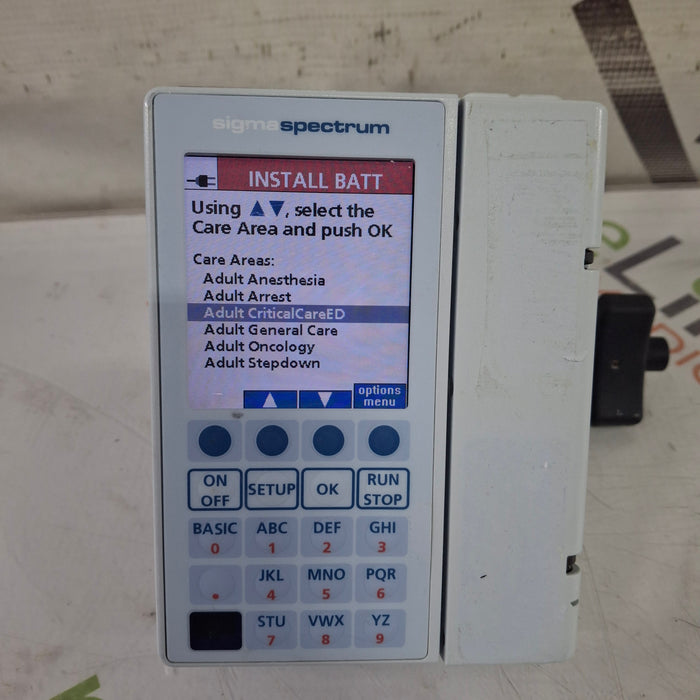 sigmaspectrum
INSTALL BATT
Using ▲▼, select the
Care Area and push OK
Care Areas:
Adult Anesthesia
Adult Arrest
Adult CriticalCareED
Adult General Care
Adult Oncology
Adult Stepdown
▲ ▼ options
menu
ON
OFF
SETUP
OK
RUN
STOP
BASIC
0
ABC
1
DEF
2
GHI
3
.
JKL
4
MNO
5
PQR
6
STU
7
VWX
8
YZ
9